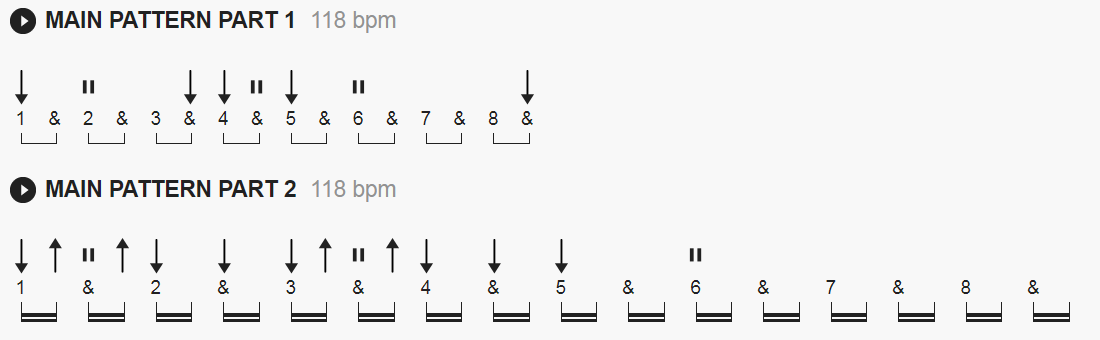 MAIN PATTERN PART 1 118 bpm
1 & 2 & 3 & 4 & 5 & 6 & 7 & 8 &
MAIN PATTERN PART 2 118 bpm
1 & 2 & 3 & 4 & 5 & 6 & 7 & 8 &